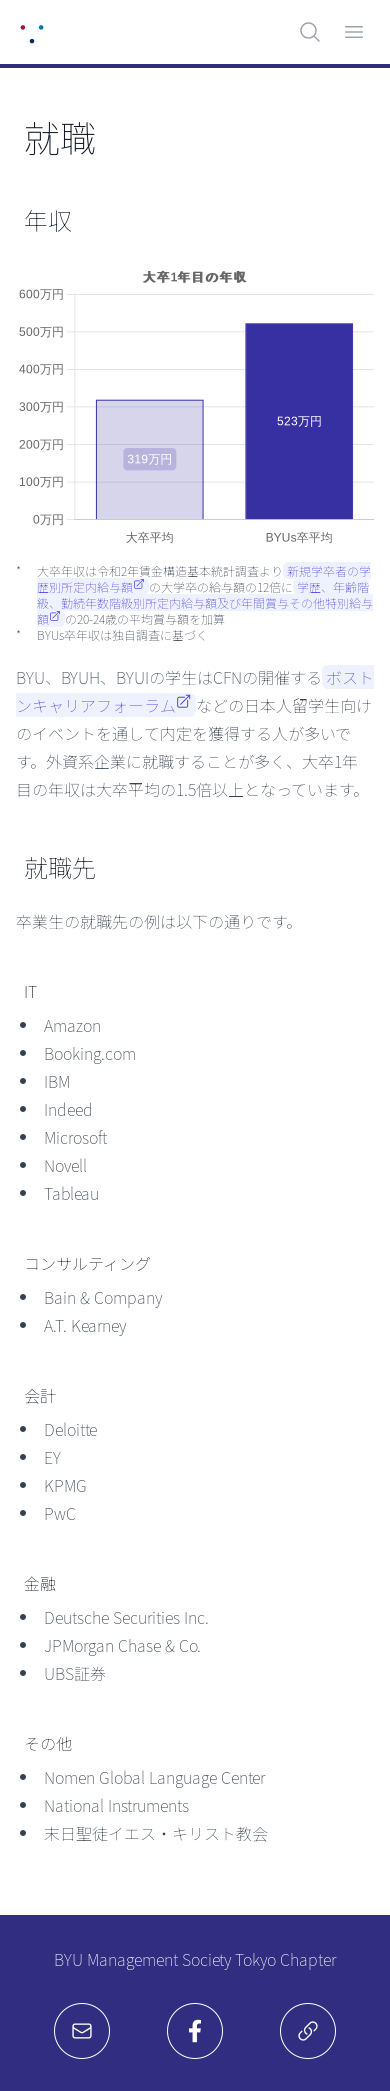 就職
年収
大卒1年目の年収
600万円
500万円
400万円
300万円
200万円
100万円
0万円
319万円
523万円
大卒平均
BYUs卒平均
* 大卒年収は令和2年賃金構造基本統計調査より 新規学卒者の学
歴別所定内給与額 の大学卒の給与額の12倍に 学歴、年齢階
級、勤続年数階級別所定内給与額及び年間賞与その他特別給与
額 の20-24歳の平均賞与額を加算
* BYUs卒年収は独自調査に基づく
BYU、BYUH、BYUIの学生はCFNの開催する ボスト
ンキャリアフォーラム などの日本人留学生向け
のイベントを通して内定を獲得する人が多いで
す。外資系企業に就職することが多く、大卒1年
目の年収は大卒平均の1.5倍以上となっています。
就職先
卒業生の就職先の例は以下の通りです。
IT
• Amazon
• Booking.com
• IBM
• Indeed
• Microsoft
• Novell
• Tableau
コンサルティング
• Bain & Company
• A.T. Kearney
会計
• Deloitte
• EY
• KPMG
• PwC
金融
• Deutsche Securities Inc.
• JPMorgan Chase & Co.
• UBS証券
その他
• Nomen Global Language Center
• National Instruments
• 末日聖徒イエス・キリスト教会
BYU Management Society Tokyo Chapter